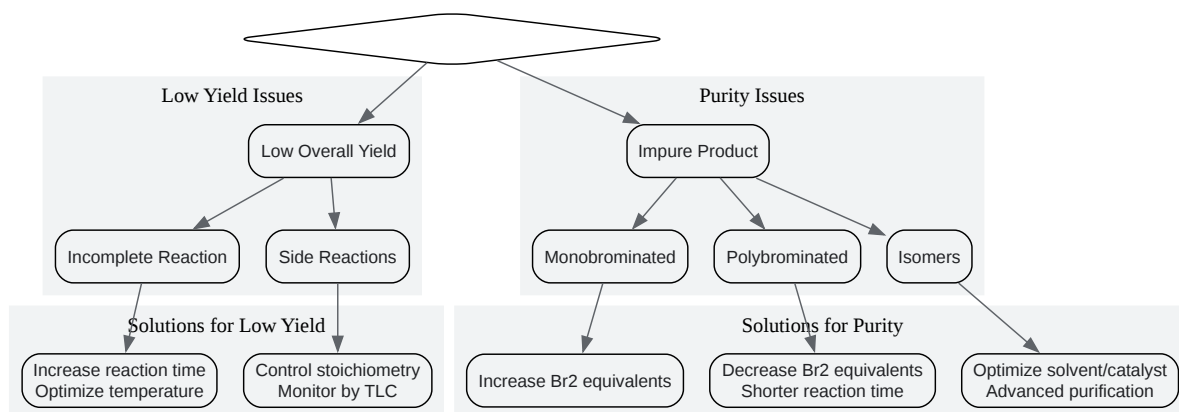 Low Yield Issues
Purity Issues
Low Overall Yield
Impure Product
Incomplete Reaction
Side Reactions
Monobrominated
Polybrominated
Isomers
Solutions for Low Yield
Solutions for Purity
Increase reaction time
Optimize temperature
Control stoichiometry
Monitor by TLC
Increase Br2 equivalents
Decrease Br2 equivalents
Shorter reaction time
Optimize solvent/catalyst
Advanced purification